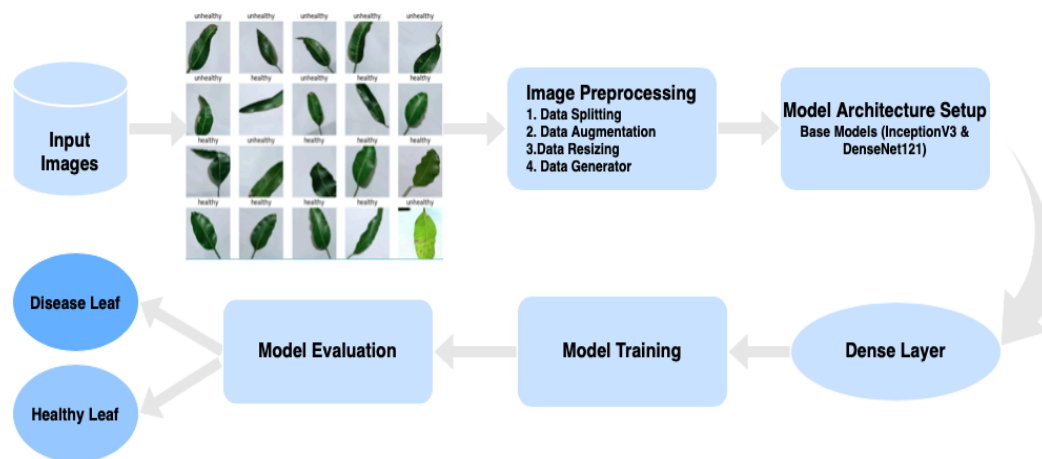 Input
Images
unhealthy unhealthy unhealthy unhealthy unhealthy
unhealthy healthy unhealthy healthy healthy
healthy healthy healthy healthy unhealthy
healthy healthy healthy healthy unhealthy
Image Preprocessing
1. Data Splitting
2. Data Augmentation
3.Data Resizing
4. Data Generator
Model Architecture Setup
Base Models (InceptionV3 &
DenseNet121)
Dense Layer
Model Training
Model Evaluation
Disease Leaf
Healthy Leaf